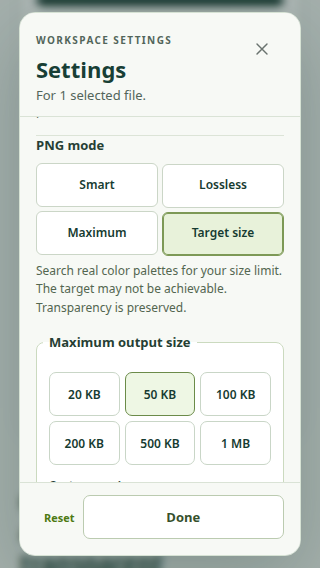 WORKSPACE SETTINGS
Settings
For 1 selected file.
PNG mode
Smart
Lossless
Maximum
Target size
Search real color palettes for your size limit.
The target may not be achievable.
Transparency is preserved.
Maximum output size
20 KB
50 KB
100 KB
200 KB
500 KB
1 MB
Reset
Done